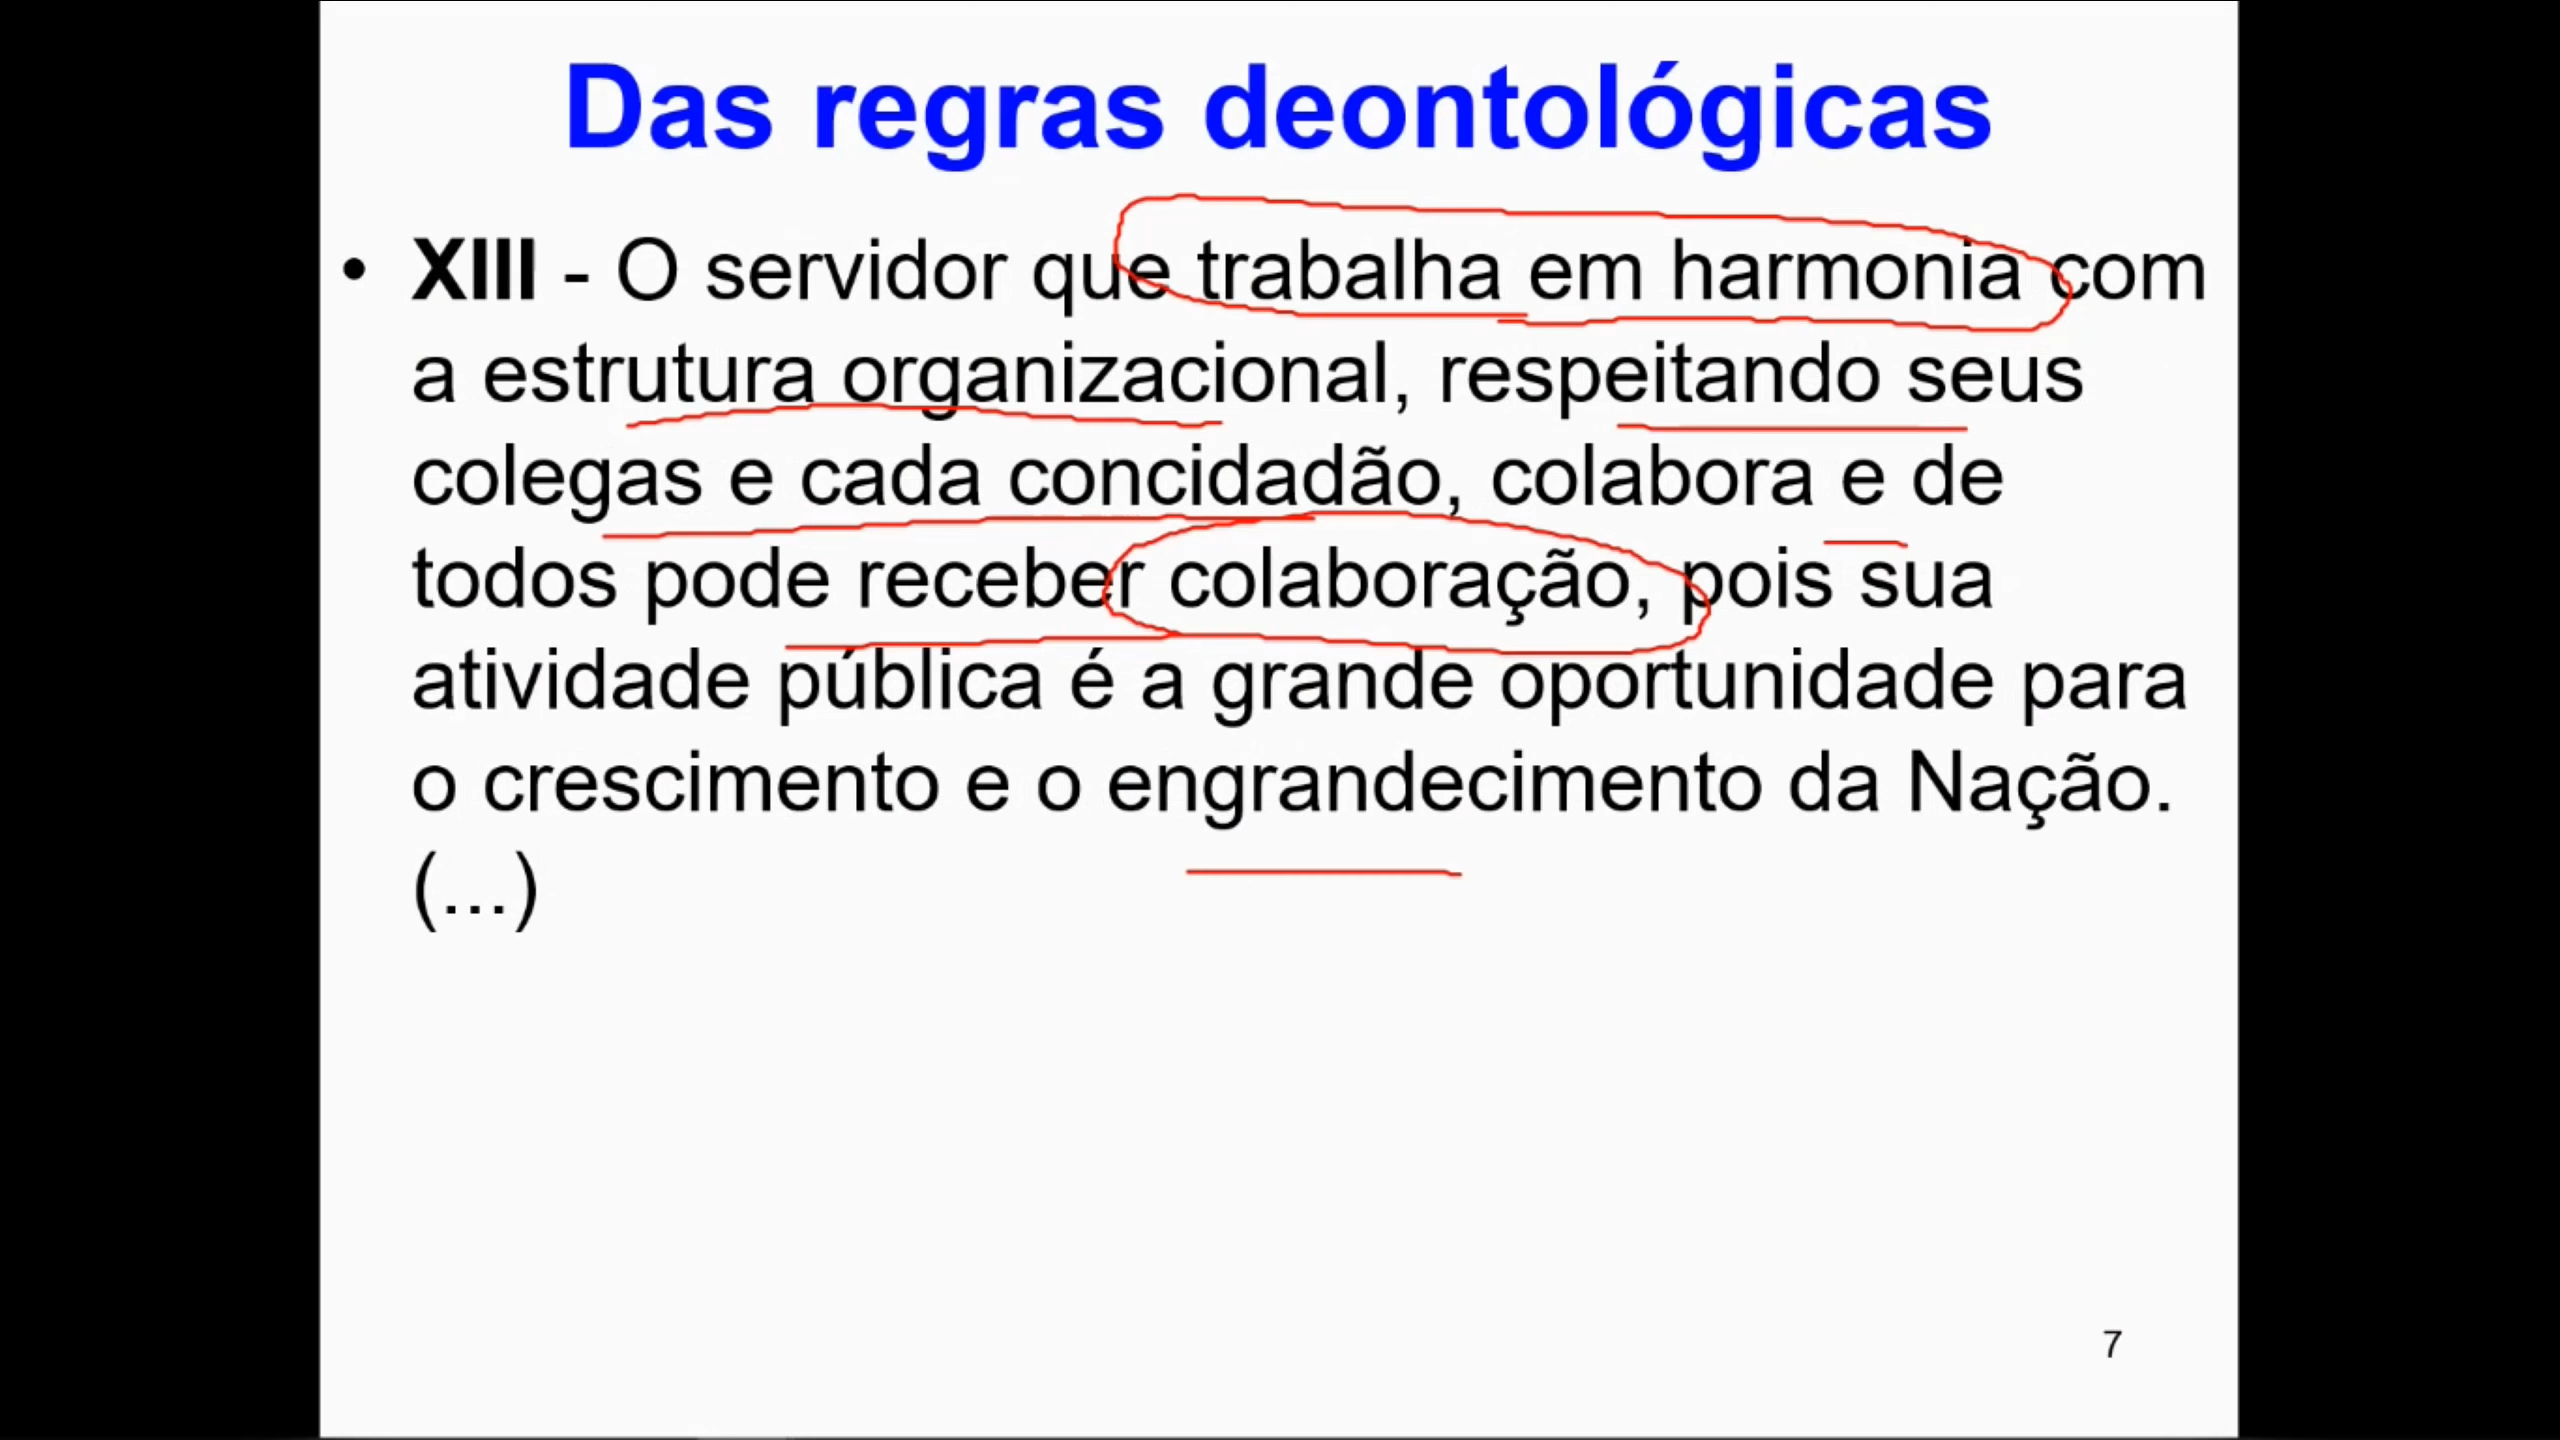 Das regras deontológicas
• XIII - O servidor que trabalha em harmonia com
a estrutura organizacional, respeitando seus
colegas e cada concidadão, colabora e de
todos pode receber colaboração, pois sua
atividade pública é a grande oportunidade para
o crescimento e o engrandecimento da Nação.
(...)
7